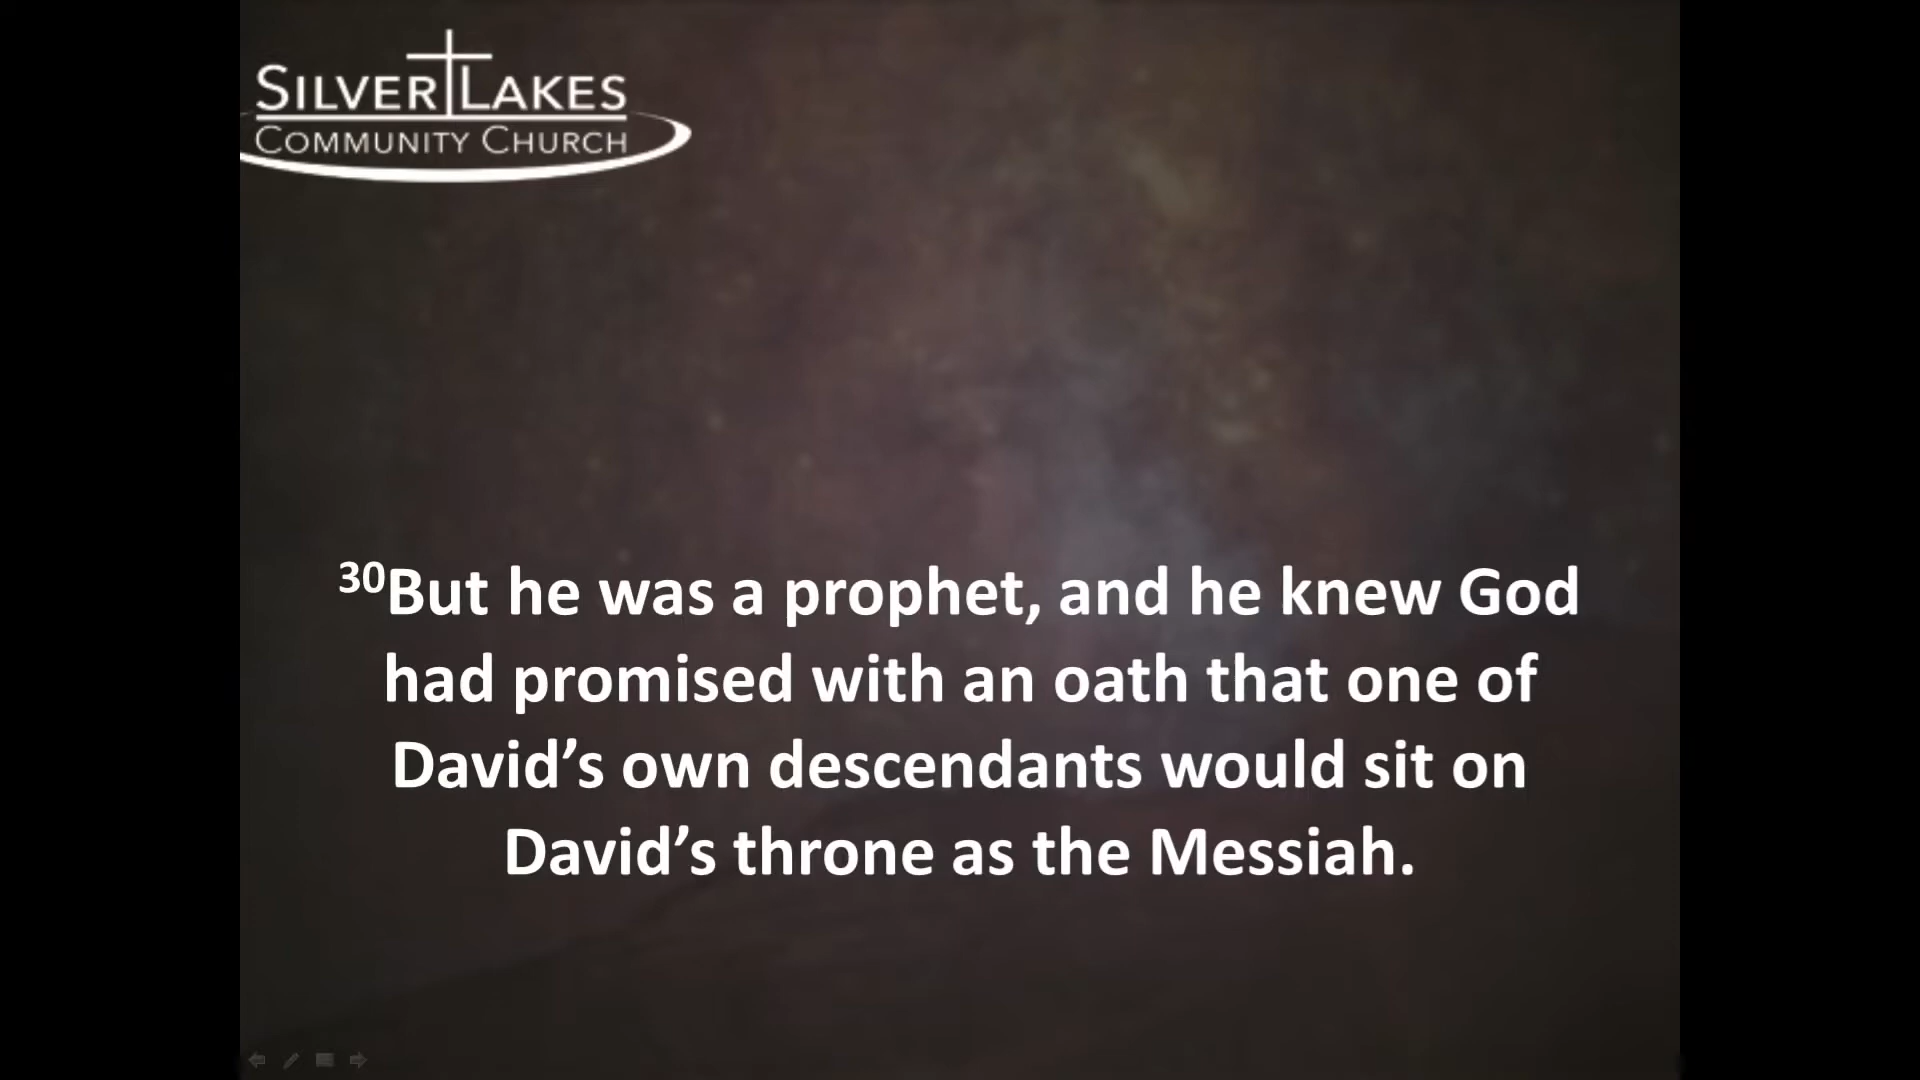 SILVER LAKES
COMMUNITY CHURCH
30But he was a prophet, and he knew God
had promised with an oath that one of
David’s own descendants would sit on
David’s throne as the Messiah.